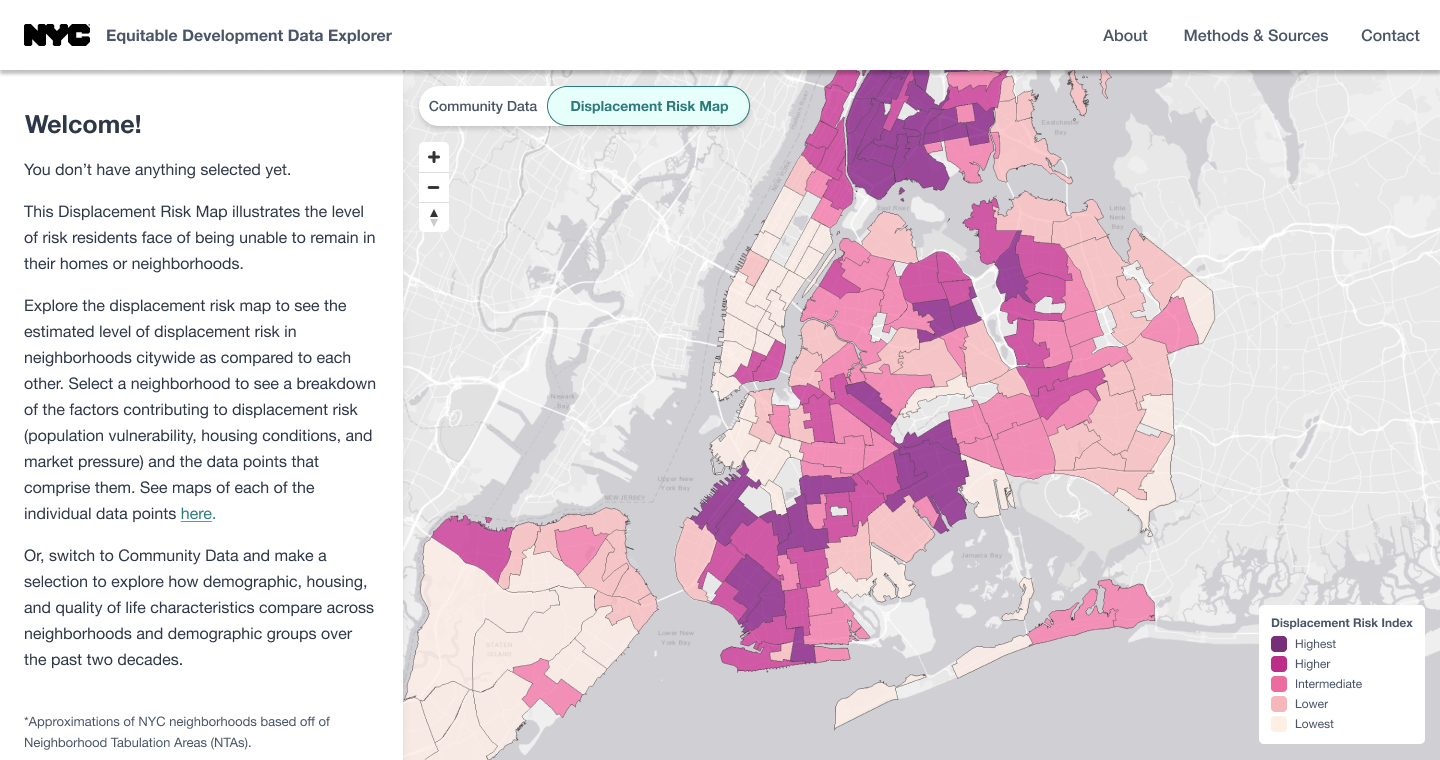 NYC
Equitable Development Data Explorer
About
Methods & Sources
Contact
Welcome!
You don’t have anything selected yet.
This Displacement Risk Map illustrates the level
of risk residents face of being unable to remain in
their homes or neighborhoods.
Explore the displacement risk map to see the
estimated level of displacement risk in
neighborhoods citywide as compared to each
other. Select a neighborhood to see a breakdown
of the factors contributing to displacement risk
(population vulnerability, housing conditions, and
market pressure) and the data points that
comprise them. See maps of each of the
individual data points here.
Or, switch to Community Data and make a
selection to explore how demographic, housing,
and quality of life characteristics compare across
neighborhoods and demographic groups over
the past two decades.
*Approximations of NYC neighborhoods based off of
Neighborhood Tabulation Areas (NTAs).
Community Data
Displacement Risk Map
Eastchester
Bay
Little
Neck
Bay
East River
NEW YORK
Newark
Bay
Upper New
York Bay
NEW JERSEY
Jamaica Bay
Lower New
York Bay
STATEN
ISLAND
Displacement Risk Index
Highest
Higher
Intermediate
Lower
Lowest